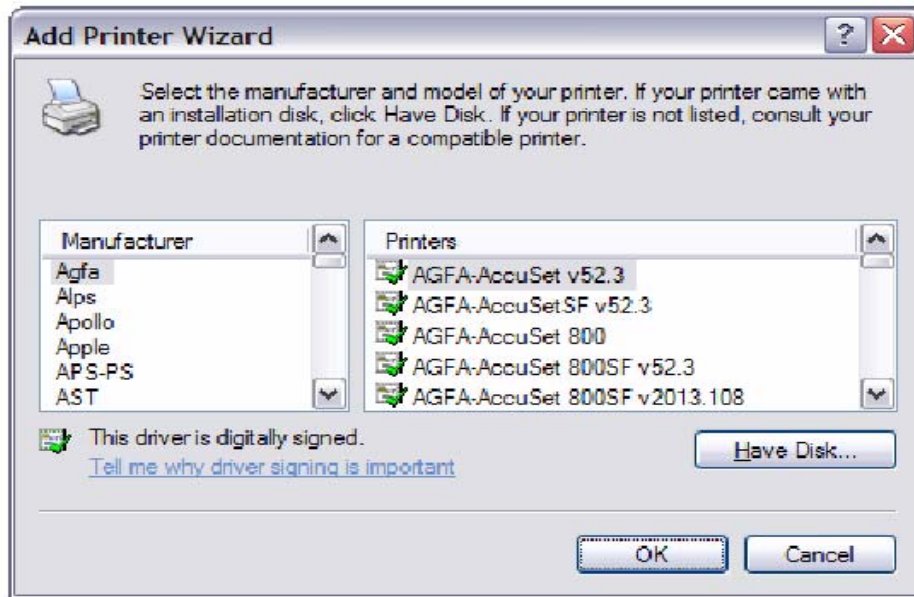 Add Printer Wizard
Select the manufacturer and model of your printer. If your printer came with
an installation disk, click Have Disk. If your printer is not listed, consult your
printer documentation for a compatible printer.
Manufacturer
Agfa
Alps
Apollo
Apple
APS-PS
AST
Printers
AGFA-AccuSet v52.3
AGFA-AccuSetSF v52.3
AGFA-AccuSet 800
AGFA-AccuSet 800SF v52.3
AGFA-AccuSet 800SF v2013.108
This driver is digitally signed.
Tell me why driver signing is important
Have Disk...
OK
Cancel